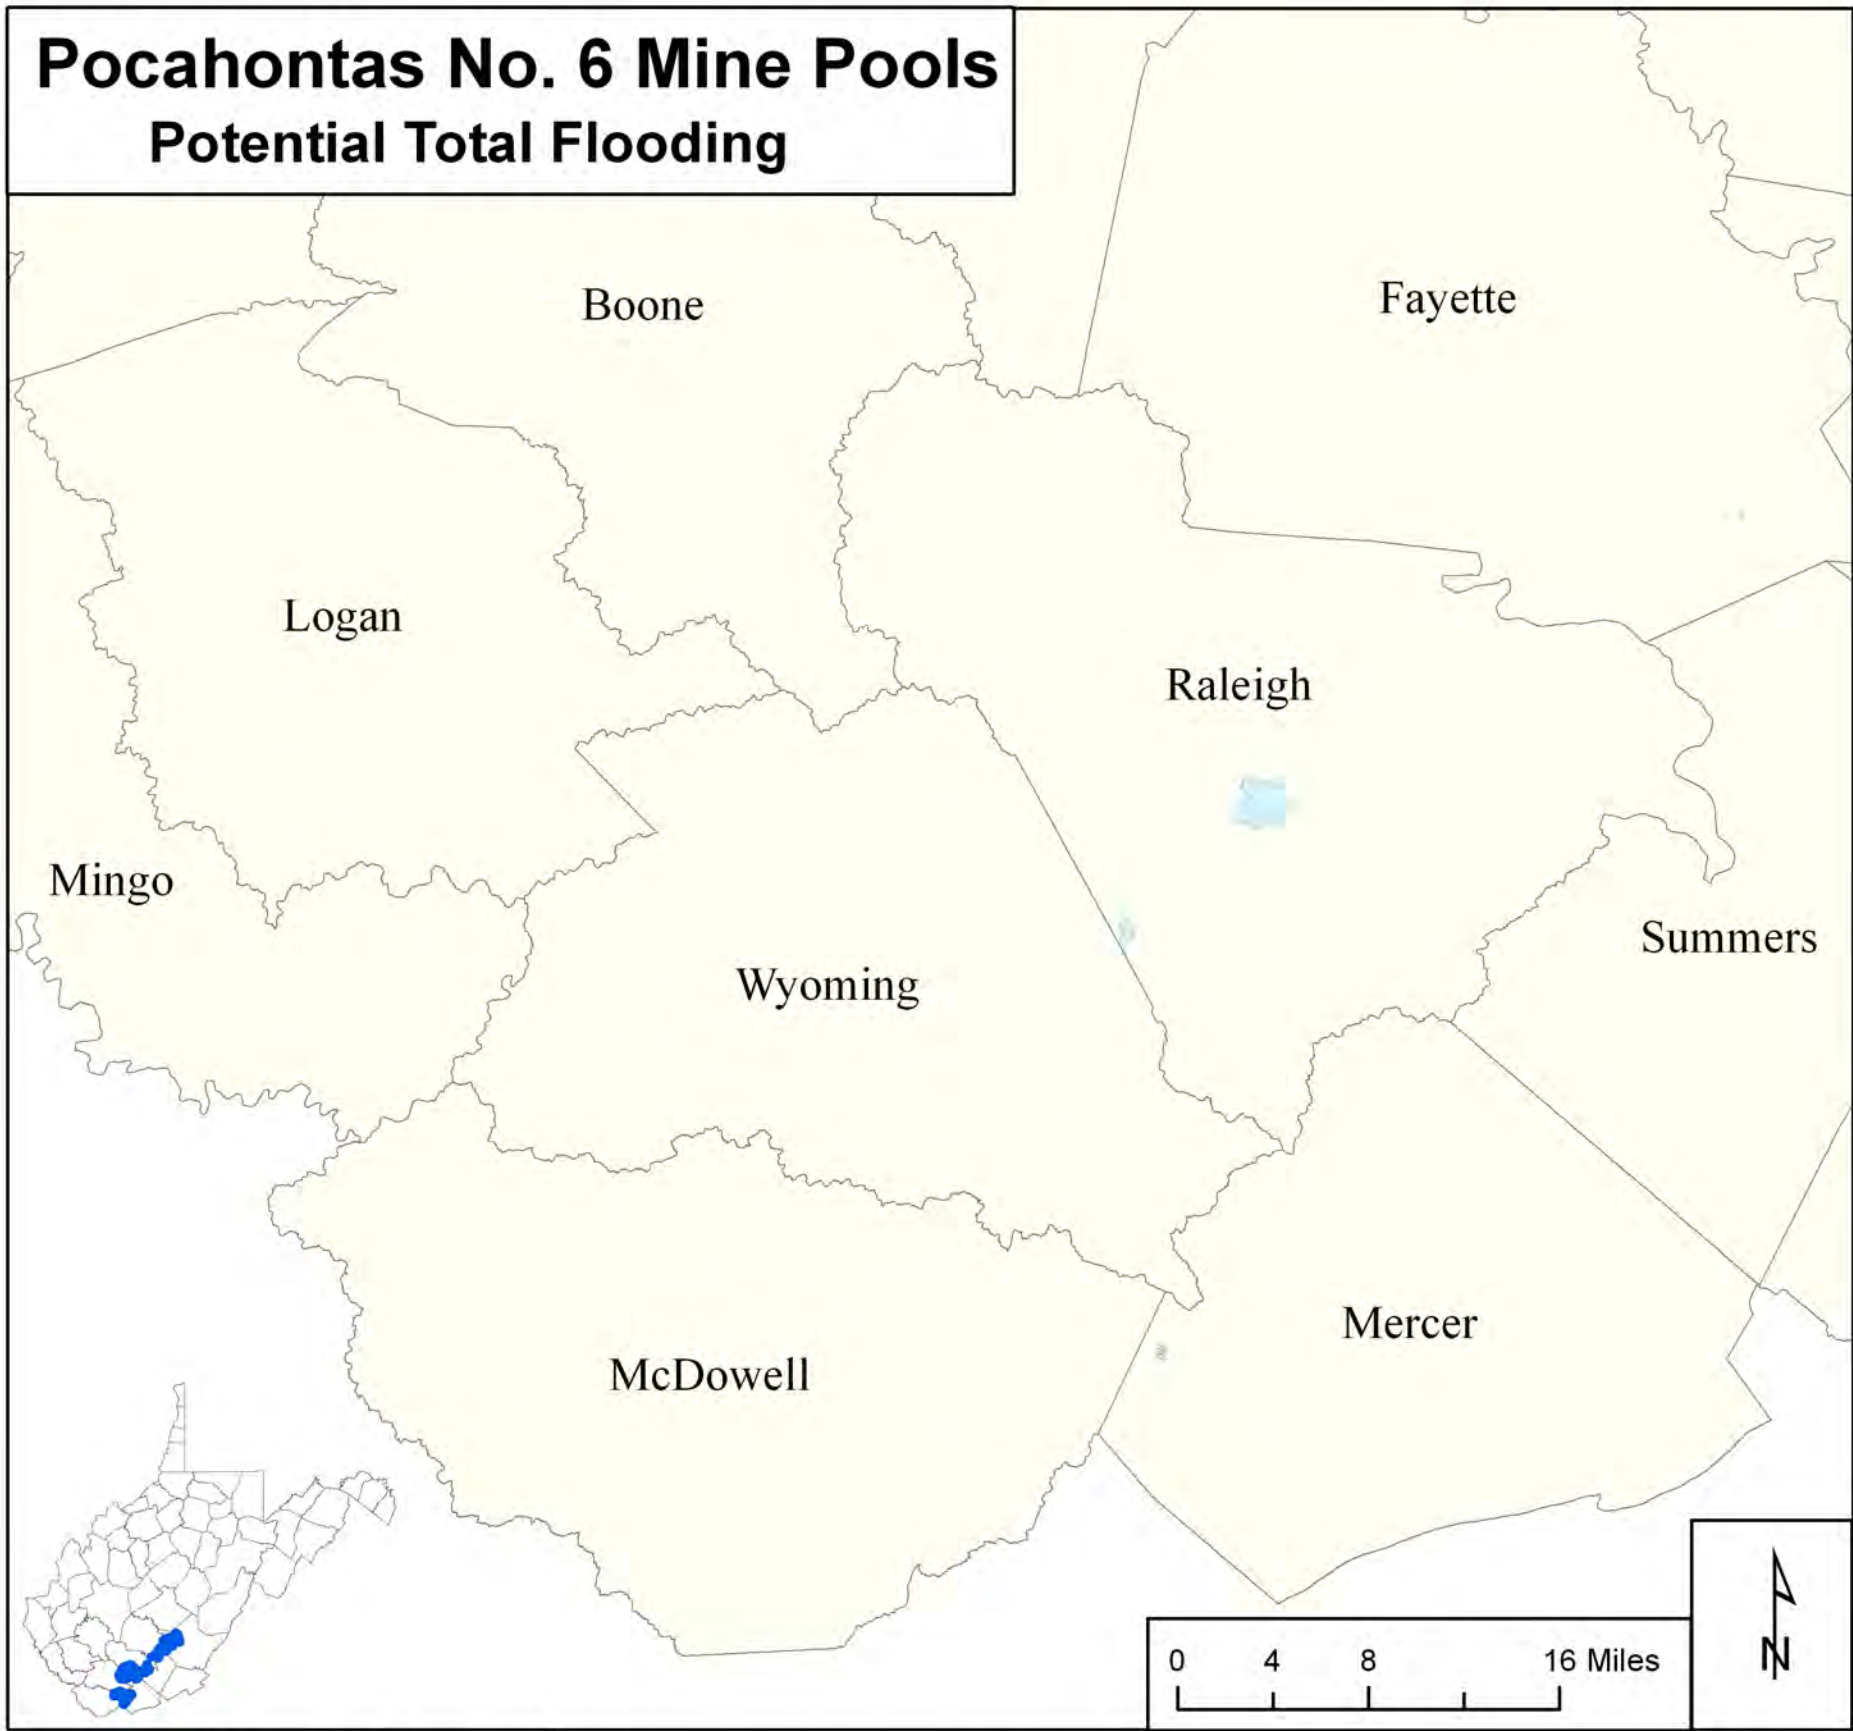 Pocahontas No. 6 Mine Pools
Potential Total Flooding
Boone
Fayette
Logan
Raleigh
Mingo
Summers
Wyoming
Mercer
McDowell
0 4 8 16 Miles
N